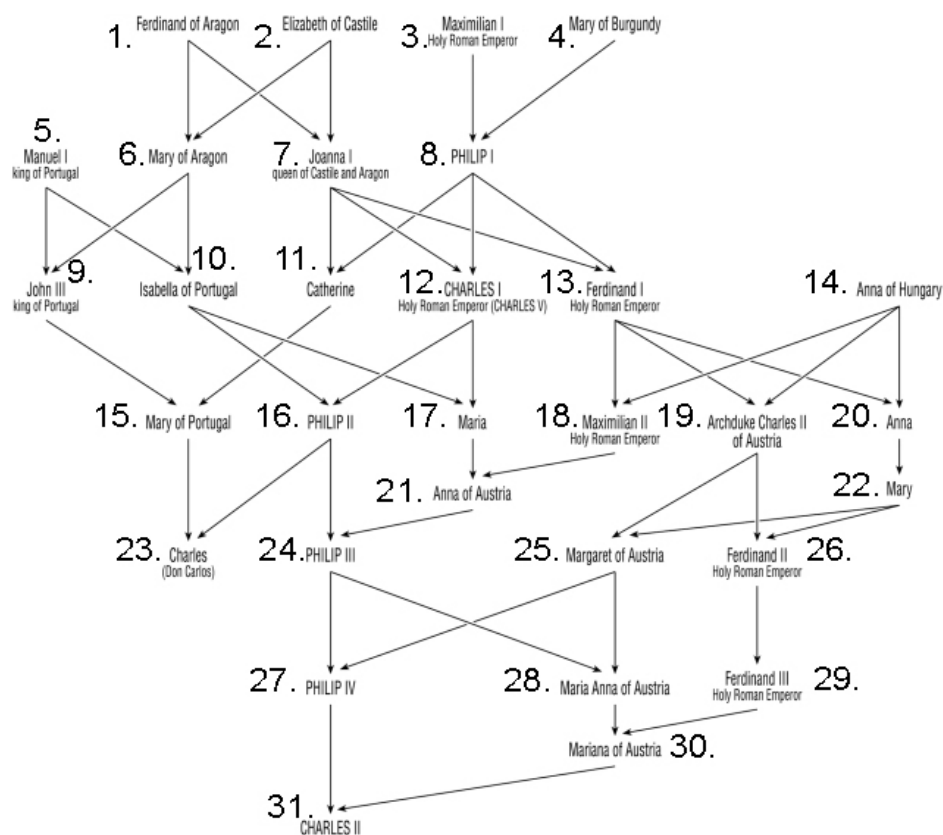 1. Ferdinand of Aragon
2. Elizabeth of Castile
3. Maximilian I
Holy Roman Emperor
4. Mary of Burgundy
5.
Manuel I
king of Portugal
6. Mary of Aragon
7. Joanna I
queen of Castile and Aragon
8. PHILIP I
9.
John III
king of Portugal
10.
Isabella of Portugal
11.
Catherine
12. CHARLES I
Holy Roman Emperor (CHARLES V)
13. Ferdinand I
Holy Roman Emperor
14. Anna of Hungary
15. Mary of Portugal
16. PHILIP II
17. Maria
18. Maximilian II
Holy Roman Emperor
19. Archduke Charles II
of Austria
20. Anna
21. Anna of Austria
22. Mary
23. Charles
(Don Carlos)
24. PHILIP III
25. Margaret of Austria
Ferdinand II 26.
Holy Roman Emperor
27. PHILIP IV
28. Maria Anna of Austria
Ferdinand III 29.
Holy Roman Emperor
Mariana of Austria 30.
31.
CHARLES II